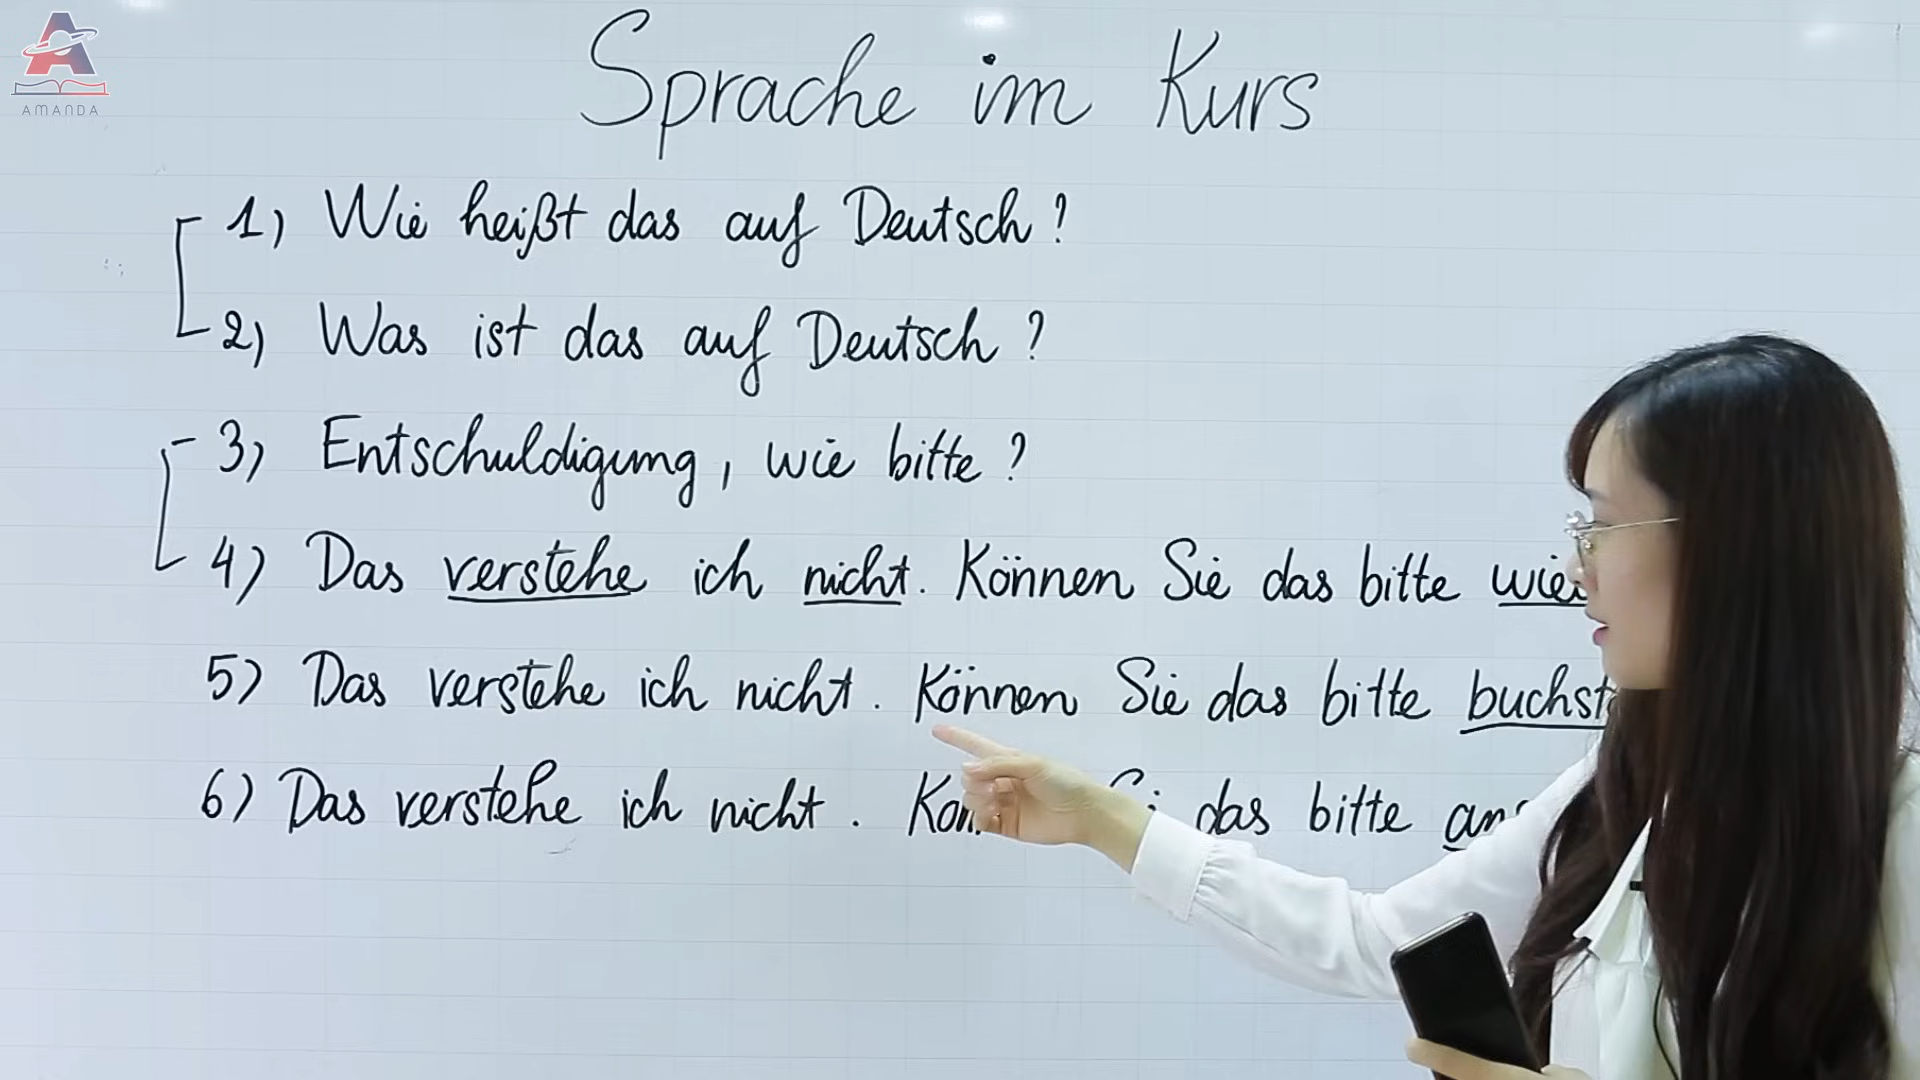 AMANDA
Sprache im Kurs
1) Wie heißt das auf Deutsch?
2) Was ist das auf Deutsch?
3) Entschuldigung, wie bitte?
4) Das verstehe ich nicht. Können Sie das bitte
5) Das verstehe ich nicht. Können Sie das bitte
6) Das verstehe ich nicht. das bitte